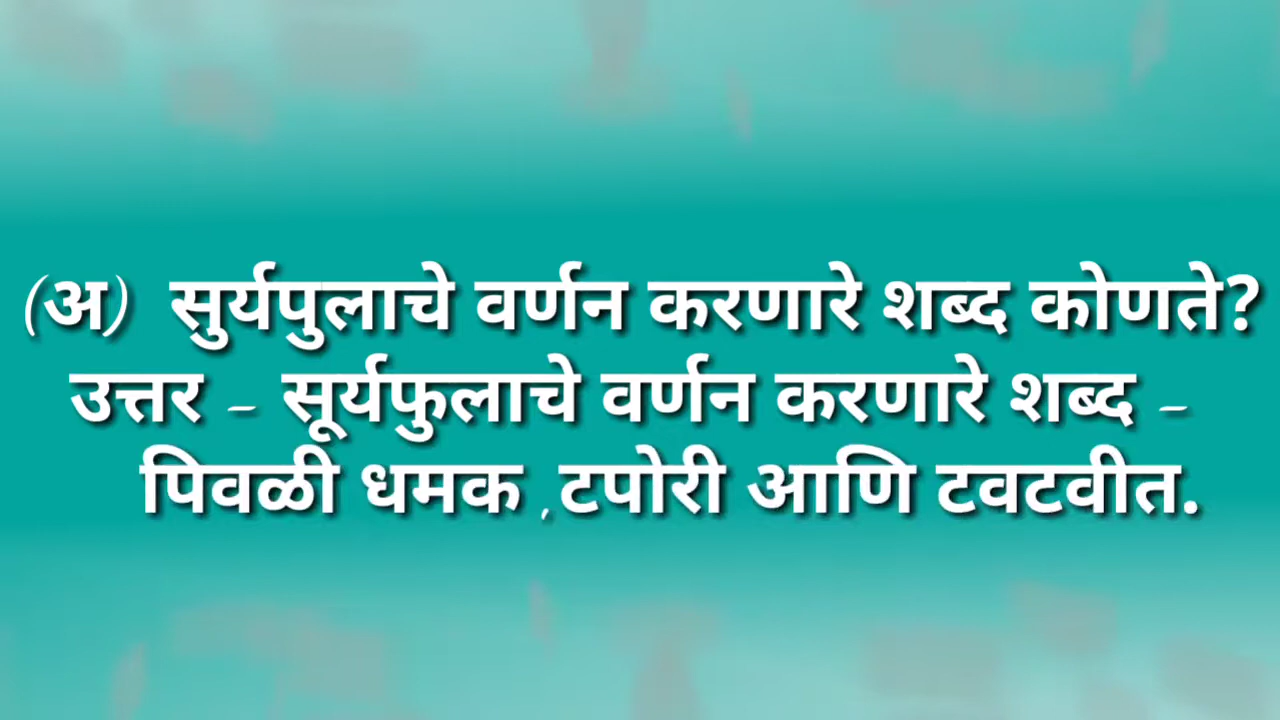 (अ) सुर्यपुलाचे वर्णन करणारे शब्द कोणते?
उत्तर - सूर्यफुलाचे वर्णन करणारे शब्द -
पिवळी धमक ,टपोरी आणि टवटवीत.